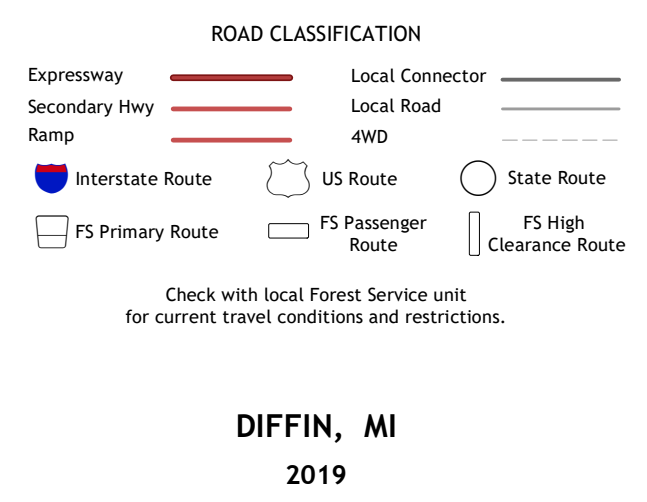 ROAD CLASSIFICATION
Expressway
Local Connector
Secondary Hwy
Local Road
Ramp
4WD
Interstate Route
US Route
State Route
FS Primary Route
FS Passenger
Route
FS High
Clearance Route
Check with local Forest Service unit
for current travel conditions and restrictions.
DIFFIN, MI
2019